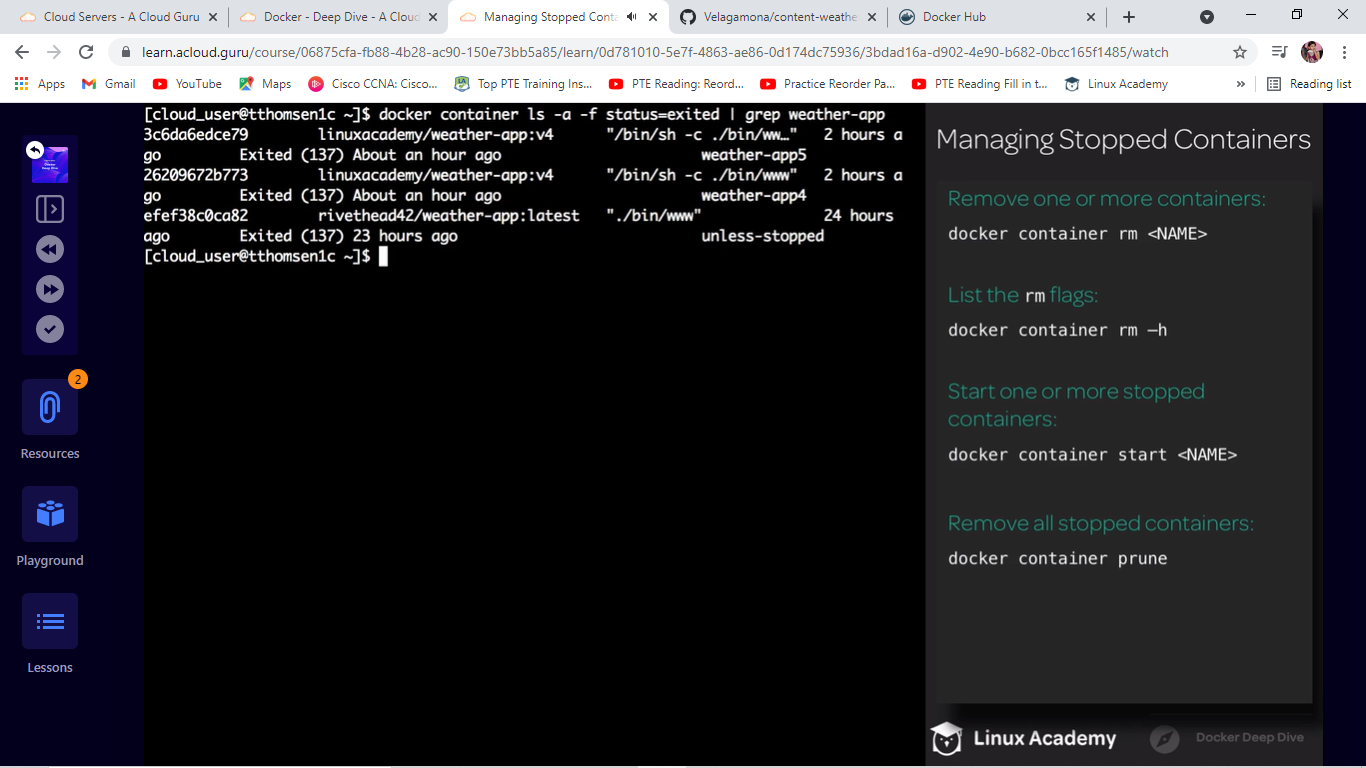 Cloud Servers - A Cloud Guru
Docker - Deep Dive - A Cloud
Managing Stopped Conta
Velagamona/content-weathe
Docker Hub
learn.acloud.guru/course/06875cfa-fb88-4b28-ac90-150e73bb5a85/learn/0d781010-5e7f-4863-ae86-0d174dc75936/3bdad16a-d902-4e90-b682-0bcc165f1485/watch
Apps
Gmail
YouTube
Maps
Cisco CCNA: Cisco...
Top PTE Training Ins...
PTE Reading: Reord...
Practice Reorder Pa...
PTE Reading Fill in t...
Linux Academy
»
Reading list
2
Resources
Playground
Lessons
[cloud_user@tthomsen1c ~]$ docker container ls -a -f status=exited | grep weather-app
3c6da6edce79 linuxacademy/weather-app:v4 "/bin/sh -c ./bin/ww…" 2 hours a
go Exited (137) About an hour ago weather-app5
26209672b773 linuxacademy/weather-app:v4 "/bin/sh -c ./bin/www" 2 hours a
go Exited (137) About an hour ago weather-app4
efef38c0ca82 rivethead42/weather-app:latest "./bin/www" 24 hours
ago Exited (137) 23 hours ago unless-stopped
[cloud_user@tthomsen1c ~]$
Managing Stopped Containers
Remove one or more containers:
docker container rm <NAME>
List the rm flags:
docker container rm –h
Start one or more stopped
containers:
docker container start <NAME>
Remove all stopped containers:
docker container prune
Linux Academy
Docker Deep Dive